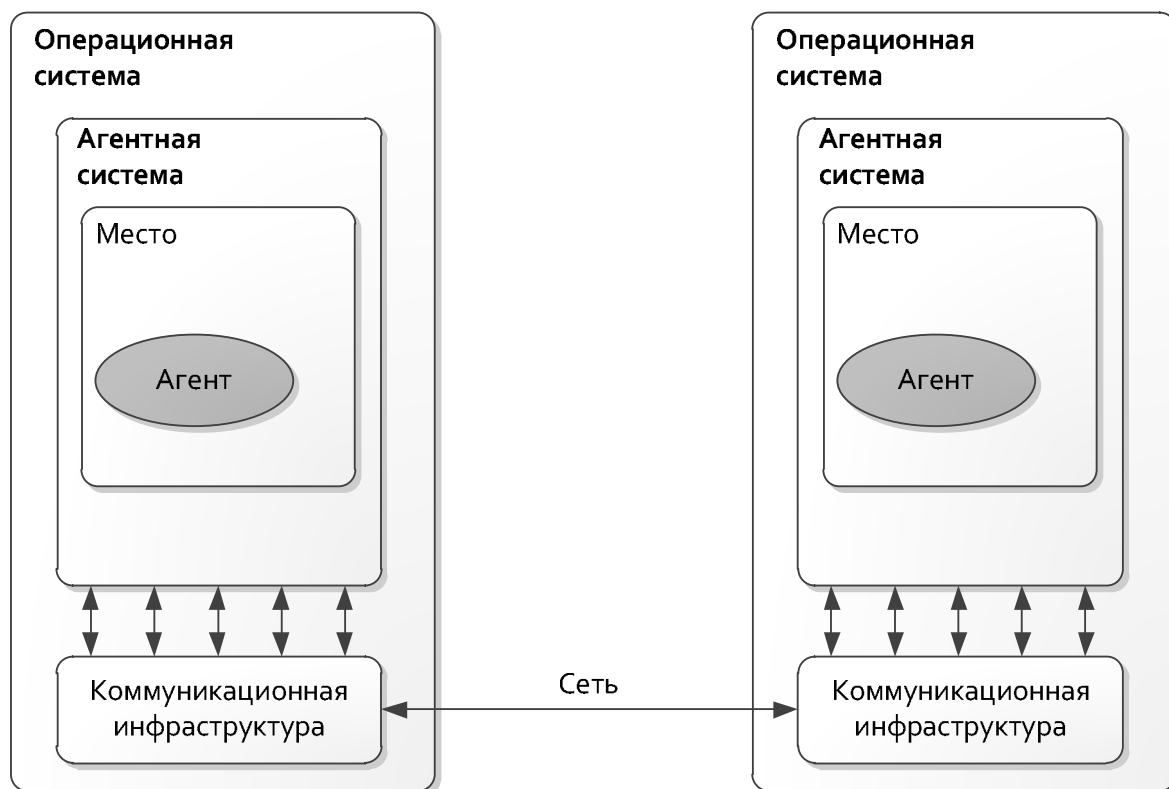 Операционная
система
Агентная
система
Место
Агент
Коммуникационная
инфраструктура
Сеть
Операционная
система
Агентная
система
Место
Агент
Коммуникационная
инфраструктура